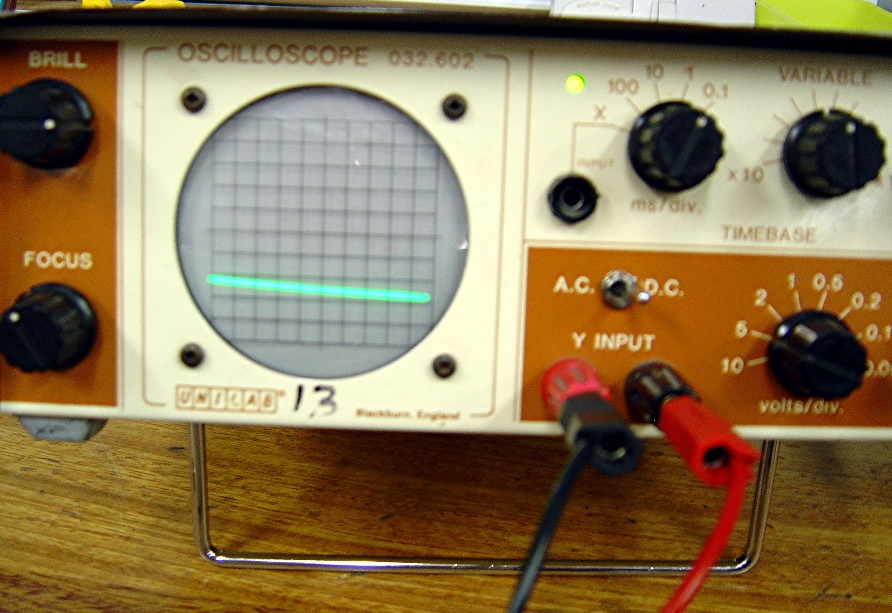 BRILL
FOCUS
OSCILLOSCOPE 032.602
UNILAB
13
Blackburn, England
X
INPUT
100 10 1 0.1
ms/div.
VARIABLE
x10
TIMEBASE
A.C. D.C.
Y INPUT
10 5 2 1 0.5 0.2
volts/div.